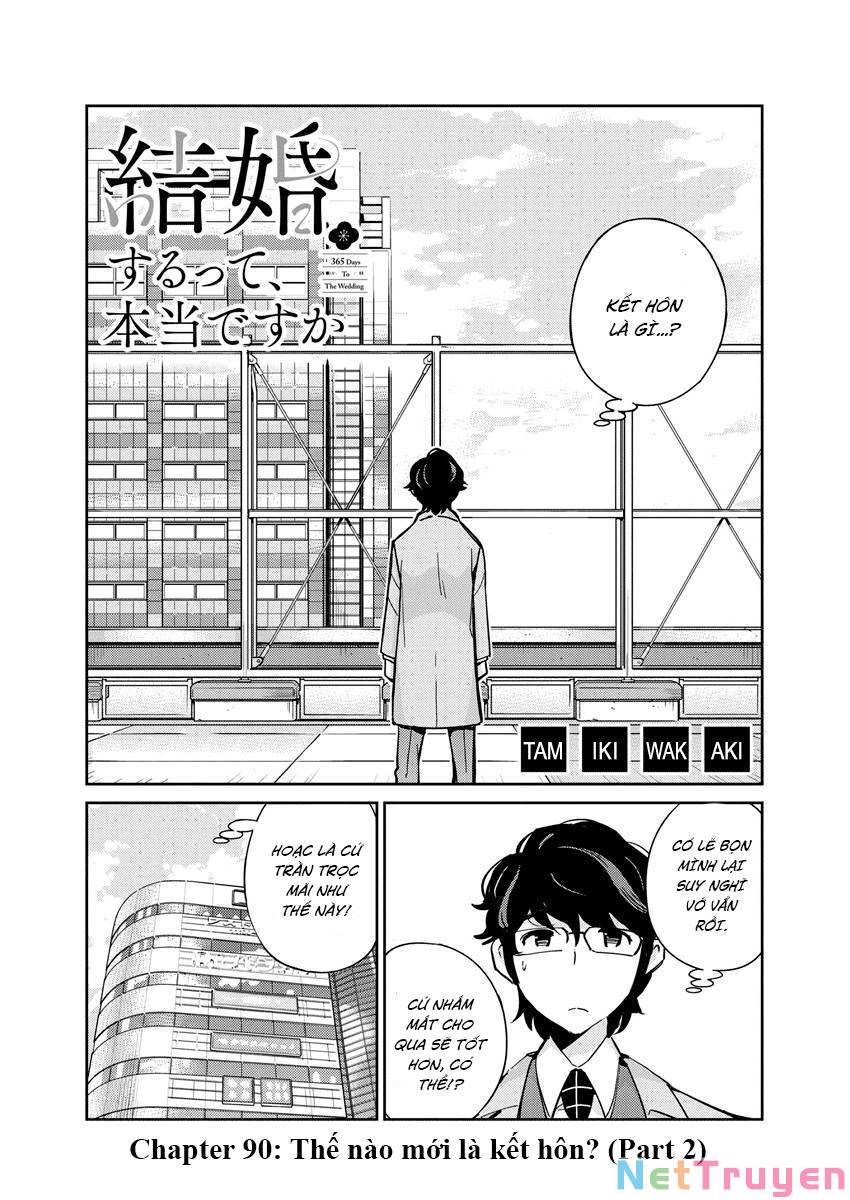 結婚
するって、
本当ですか
365 Days
To
The Wedding
KẾT HÔN
LÀ GÌ...?
TAM IKI WAK AKI
CÓ LẼ BỌN
MÌNH LẠI
SUY NGHĨ
VỚ VẨN
RỒI.
CỨ NHẮM
MẮT CHO
QUA SẼ TỐT
HƠN, CÓ
THỂ!?
HOẶC LÀ CỨ
TRẰN TRỌC
MÃI NHƯ
THẾ NÀY!
Chapter 90: Thế nào mới là kết hôn? (Part 2)
NetTruyen